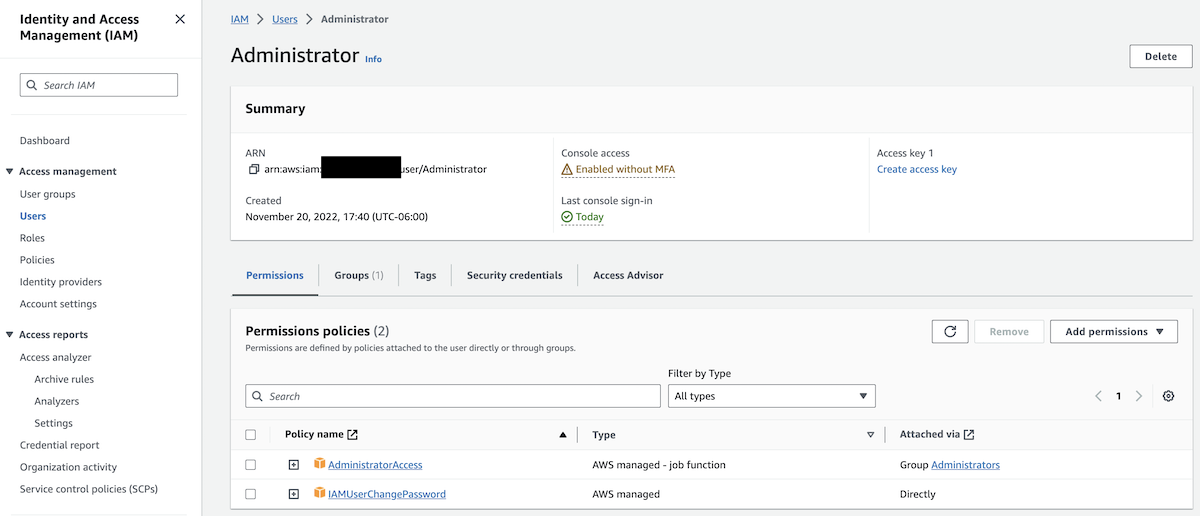 Identity and Access
Management (IAM)
Search IAM
Dashboard
Access management
User groups
Users
Roles
Policies
Identity providers
Account settings
Access reports
Access analyzer
Archive rules
Analyzers
Settings
Credential report
Organization activity
Service control policies (SCPs)
IAM > Users > Administrator
Administrator Info
Delete
Summary
ARN
arn:aws:iam: user/Administrator
Created
November 20, 2022, 17:40 (UTC-06:00)
Console access
Enabled without MFA
Last console sign-in
Today
Access key 1
Create access key
Permissions
Groups (1)
Tags
Security credentials
Access Advisor
Permissions policies (2)
Permissions are defined by policies attached to the user directly or through groups.
Remove
Add permissions
Search
Filter by Type
All types
1
Policy name Type Attached via
AdministratorAccess AWS managed - job function Group Administrators
IAMUserChangePassword AWS managed Directly